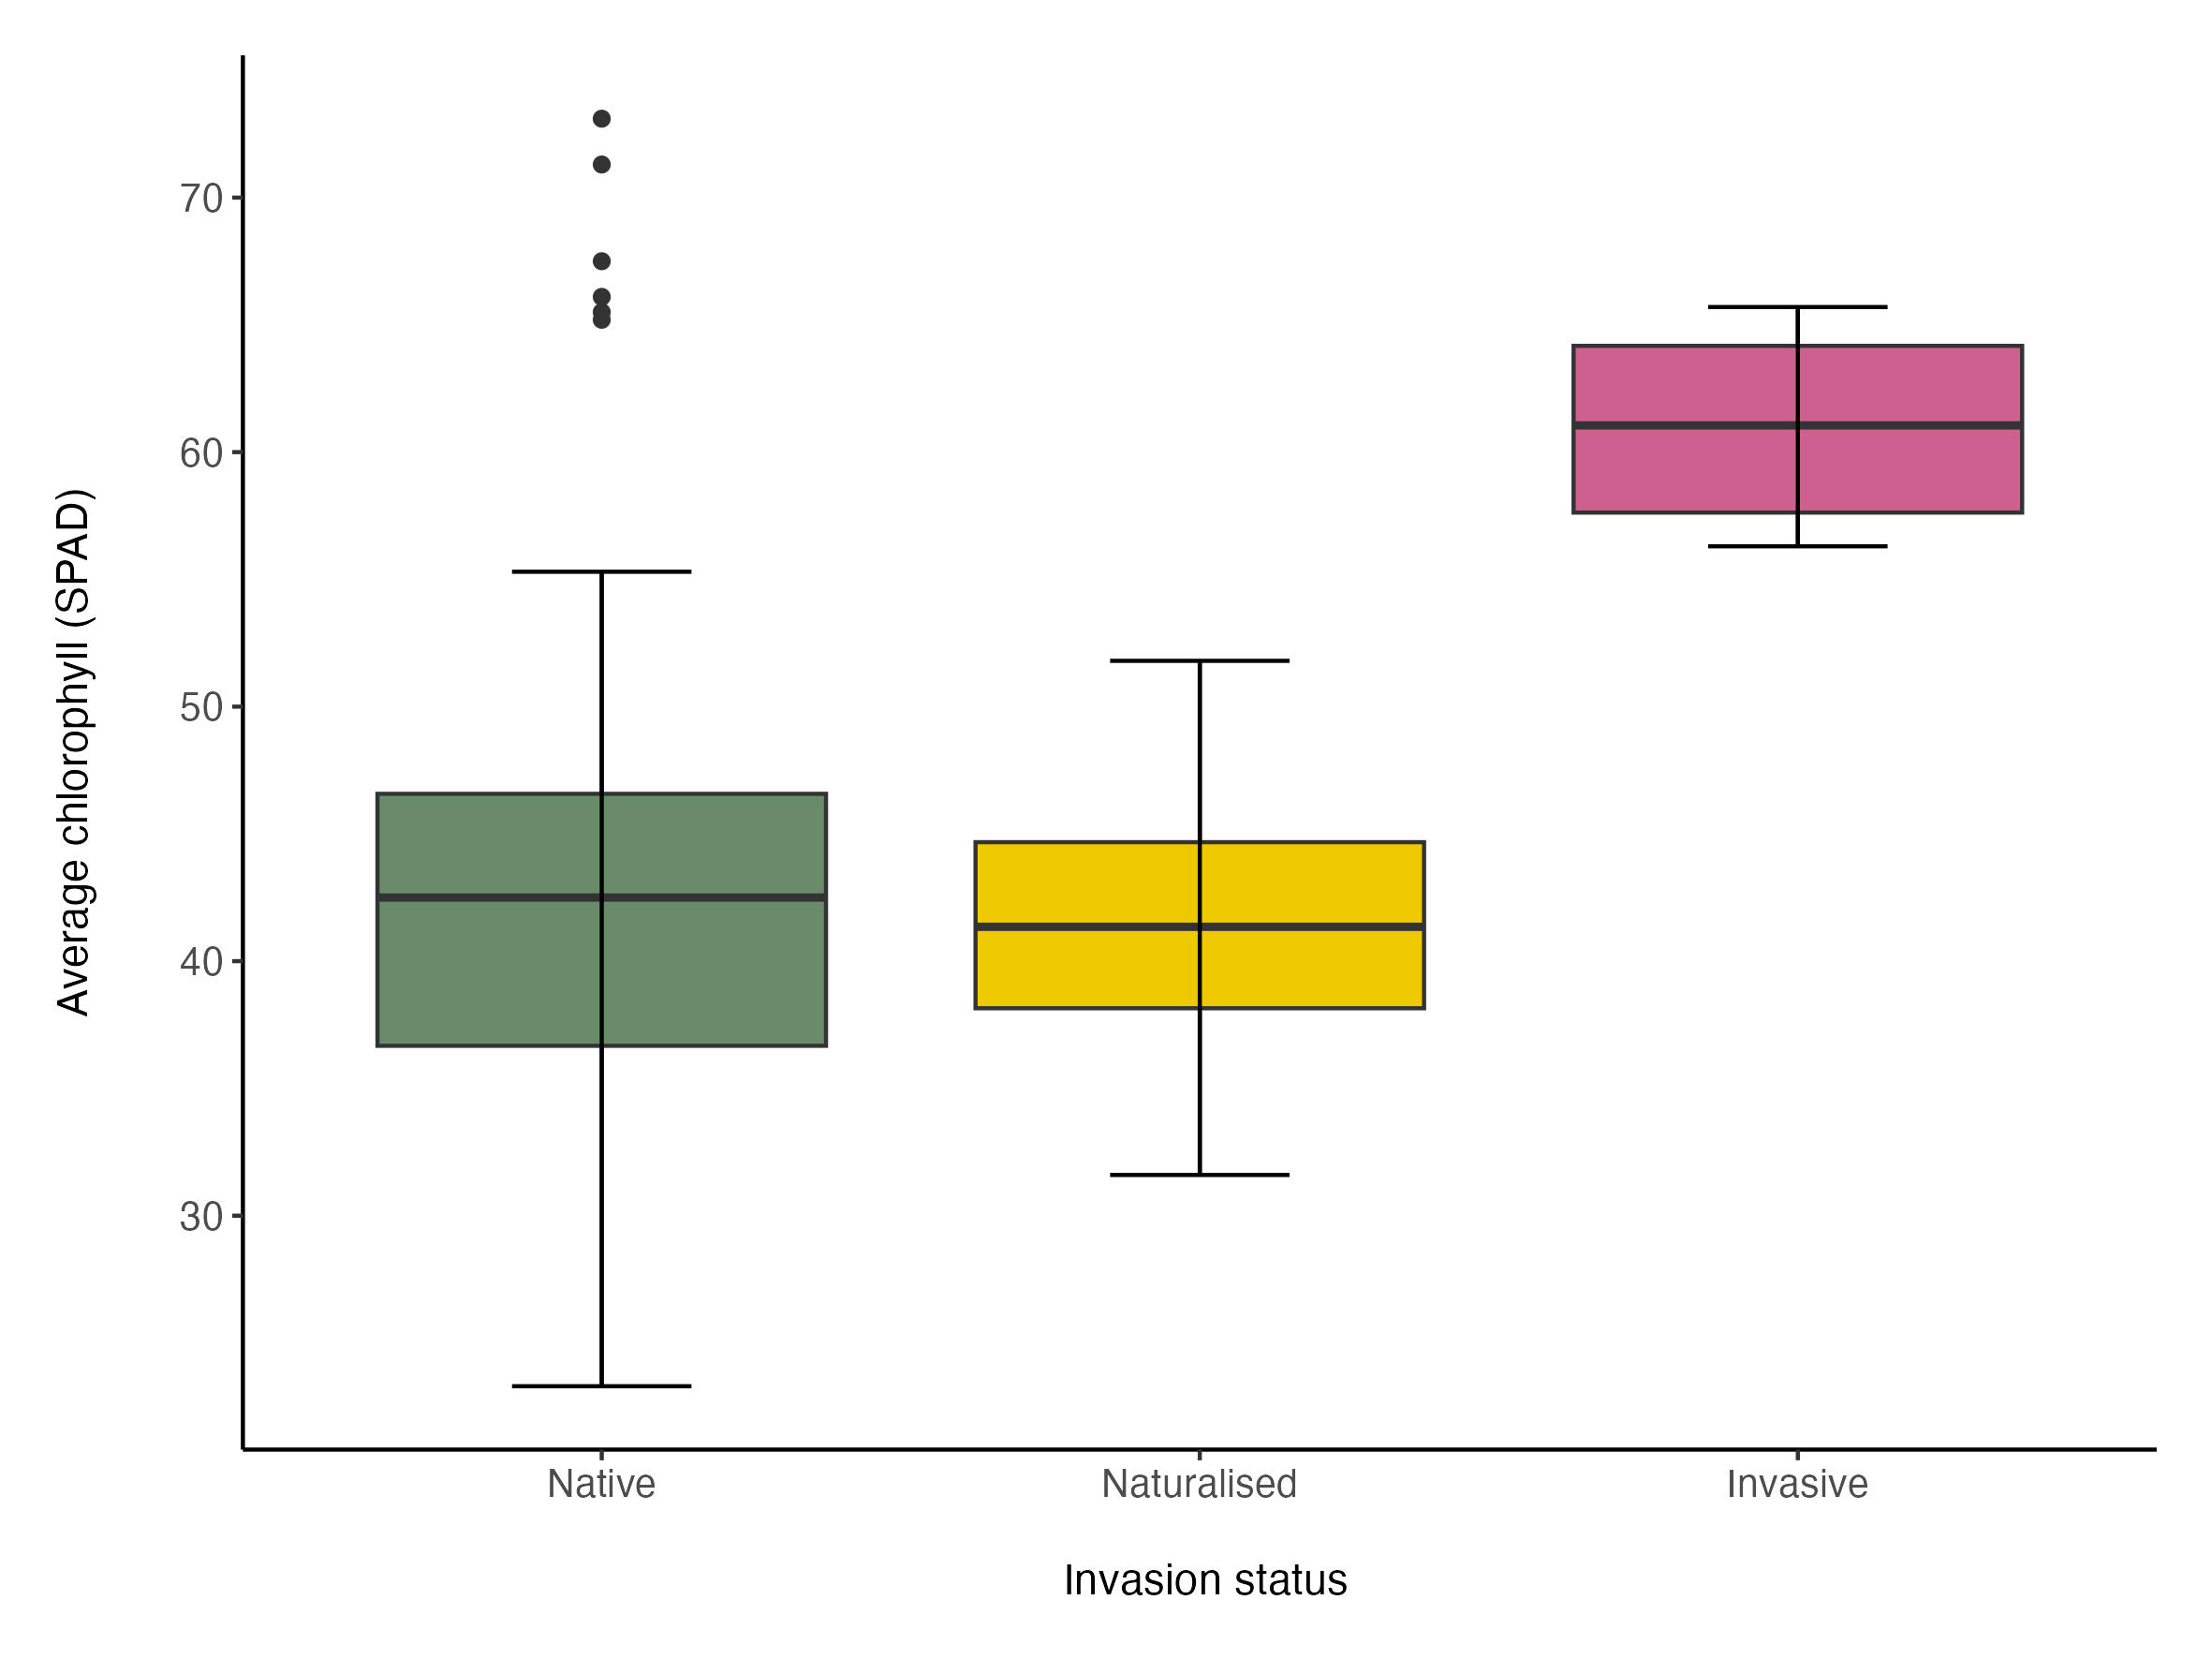 Average chlorophyll (SPAD)
70
60
50
40
30
Native
Naturalised
Invasive
Invasion status